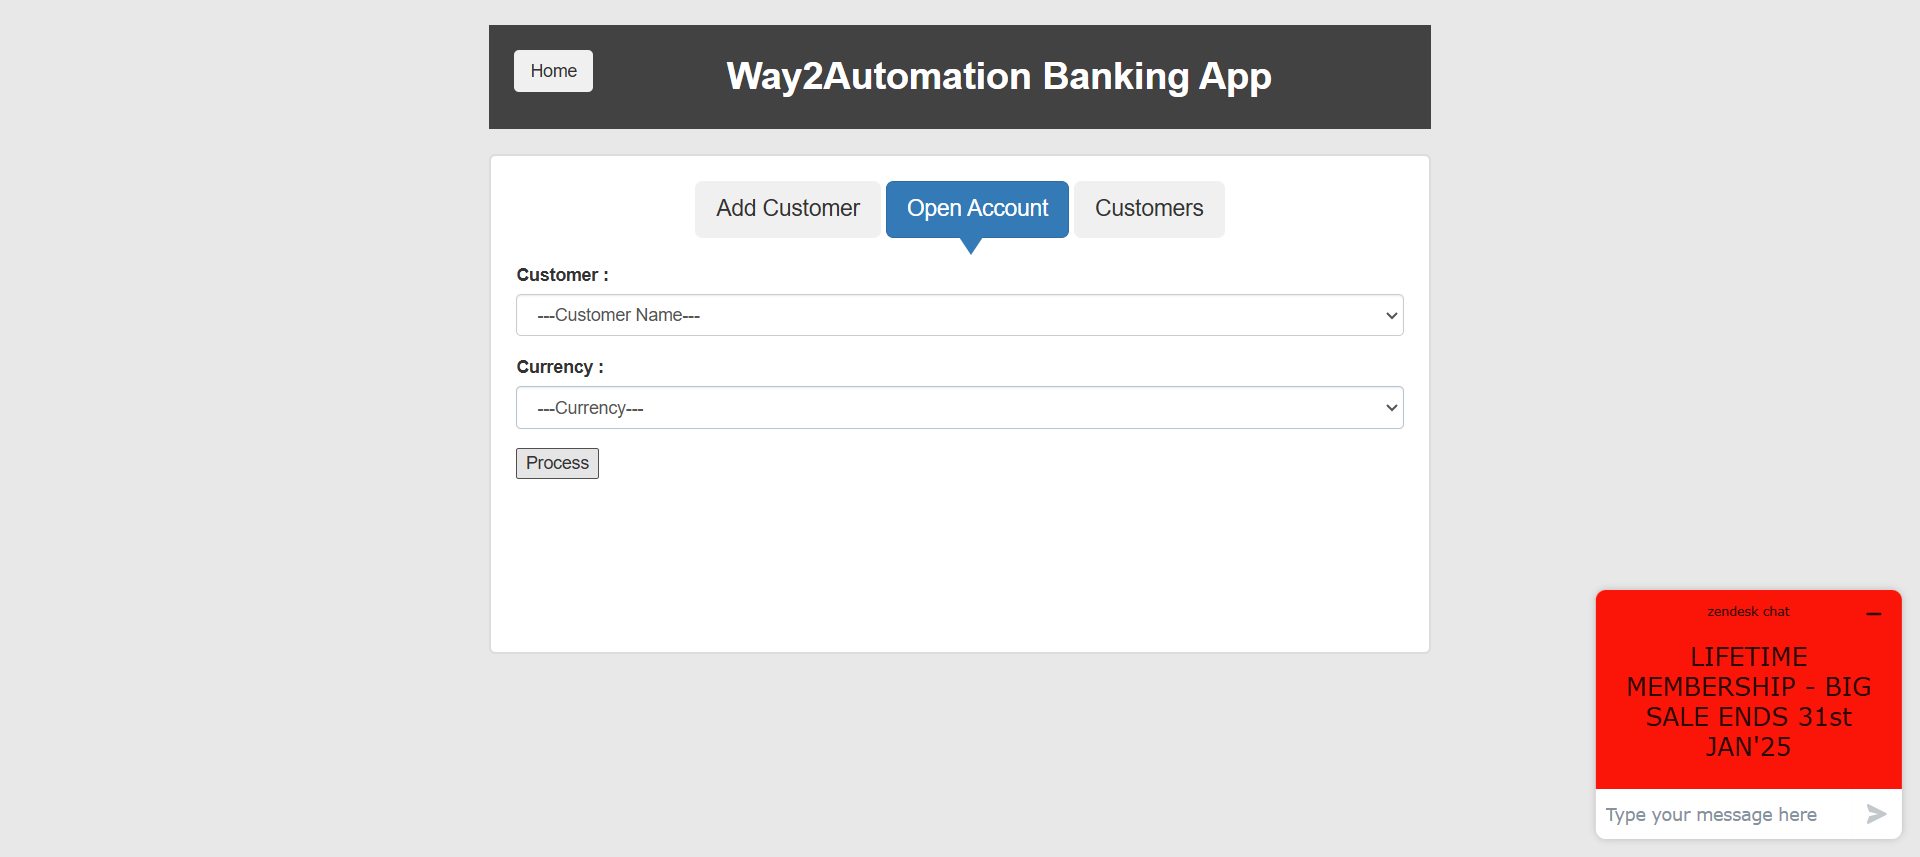 Home
Way2Automation Banking App
Add Customer
Open Account
Customers
Customer :
---Customer Name---
Currency :
---Currency---
Process
zendesk chat
LIFETIME
MEMBERSHIP - BIG
SALE ENDS 31st
JAN'25
Type your message here